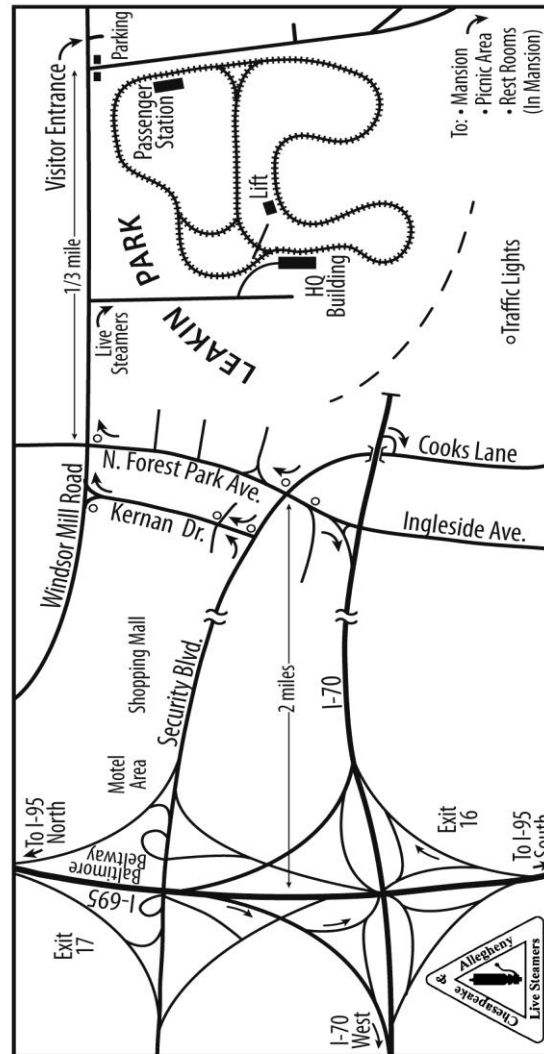 Visitor Entrance
Parking
1/3 mile
Passenger
Station
Lift
HQ
Building
Live
Steamers
LEAKIN
PARK
To: • Mansion
• Picnic Area
• Rest Rooms
(In Mansion)
Traffic Lights
Windsor Mill Road
N. Forest Park Ave.
Kernan Dr.
Cooks Lane
Ingleside Ave.
Shopping Mall
Security Blvd.
2 miles
I-70
Motel
Area
To I-95
North
Baltimore
Beltway
I-695
Exit
17
Exit
16
To I-95
South
I-70
West
Chesapeake
&
Allegheny
Live Steamers